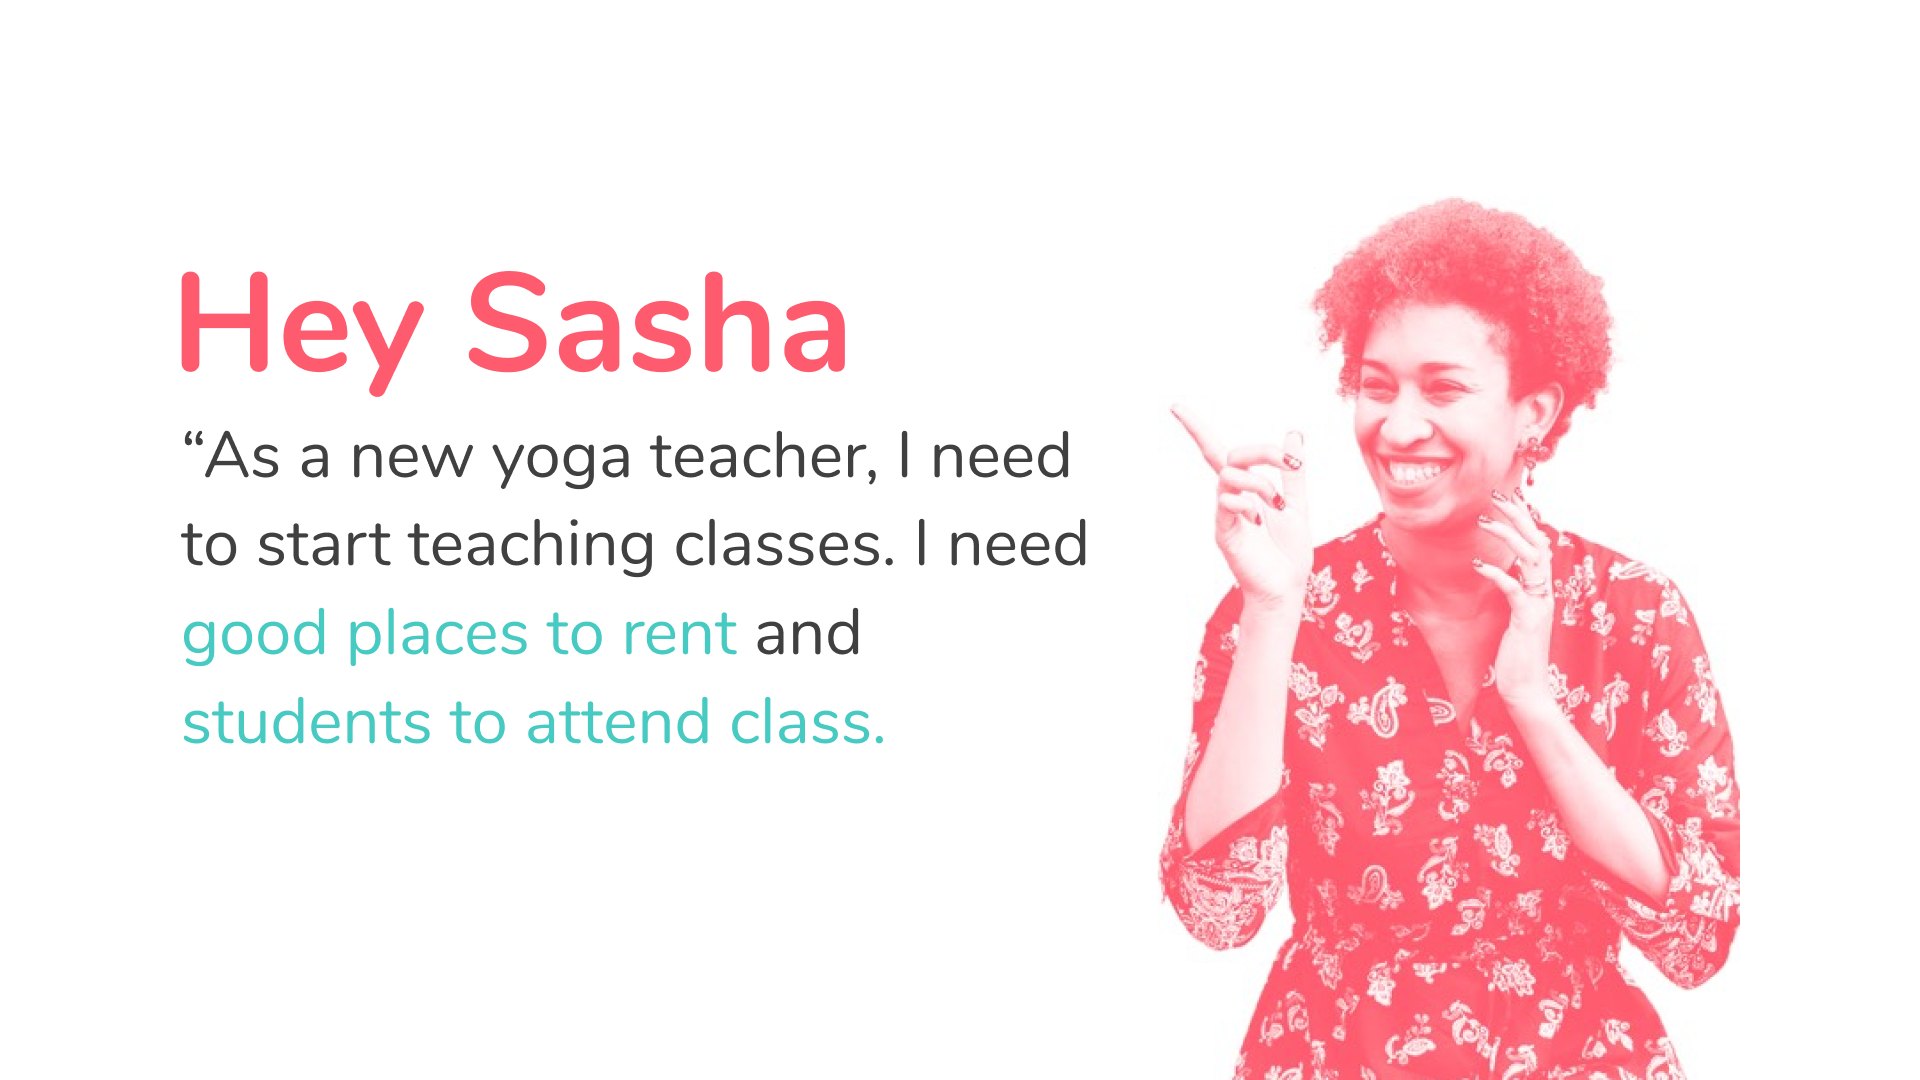 Hey Sasha
“As a new yoga teacher, I need
to start teaching classes. I need
good places to rent and
students to attend class.